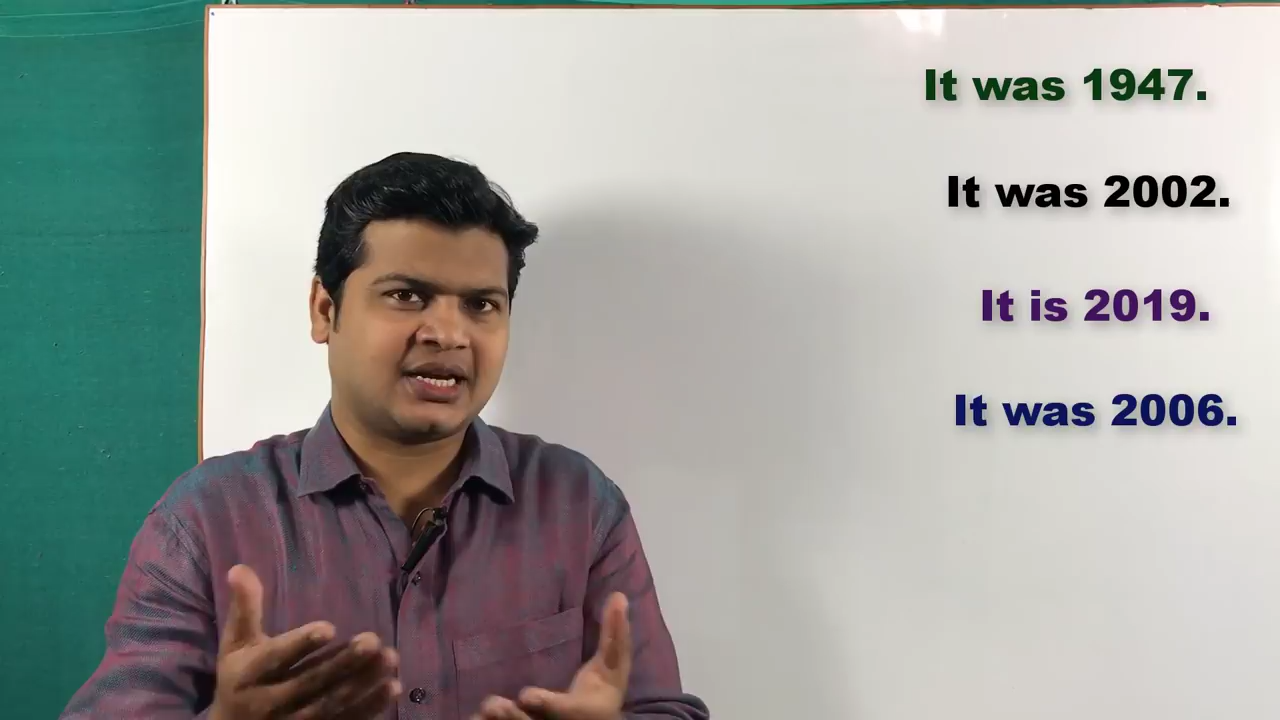 It was 1947.
It was 2002.
It is 2019.
It was 2006.